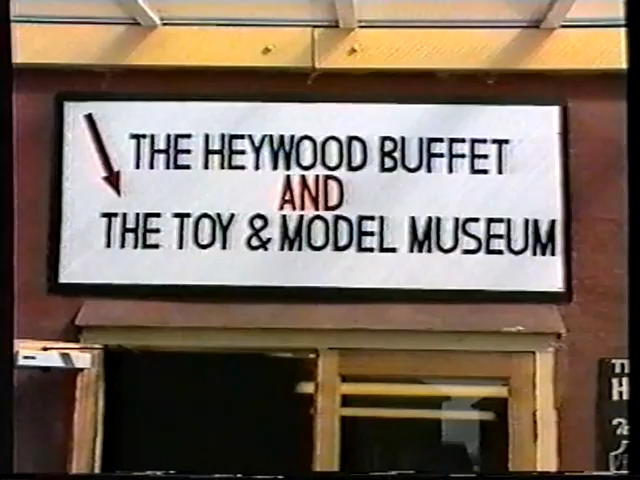 THE HEYWOOD BUFFET
AND
THE TOY & MODEL MUSEUM